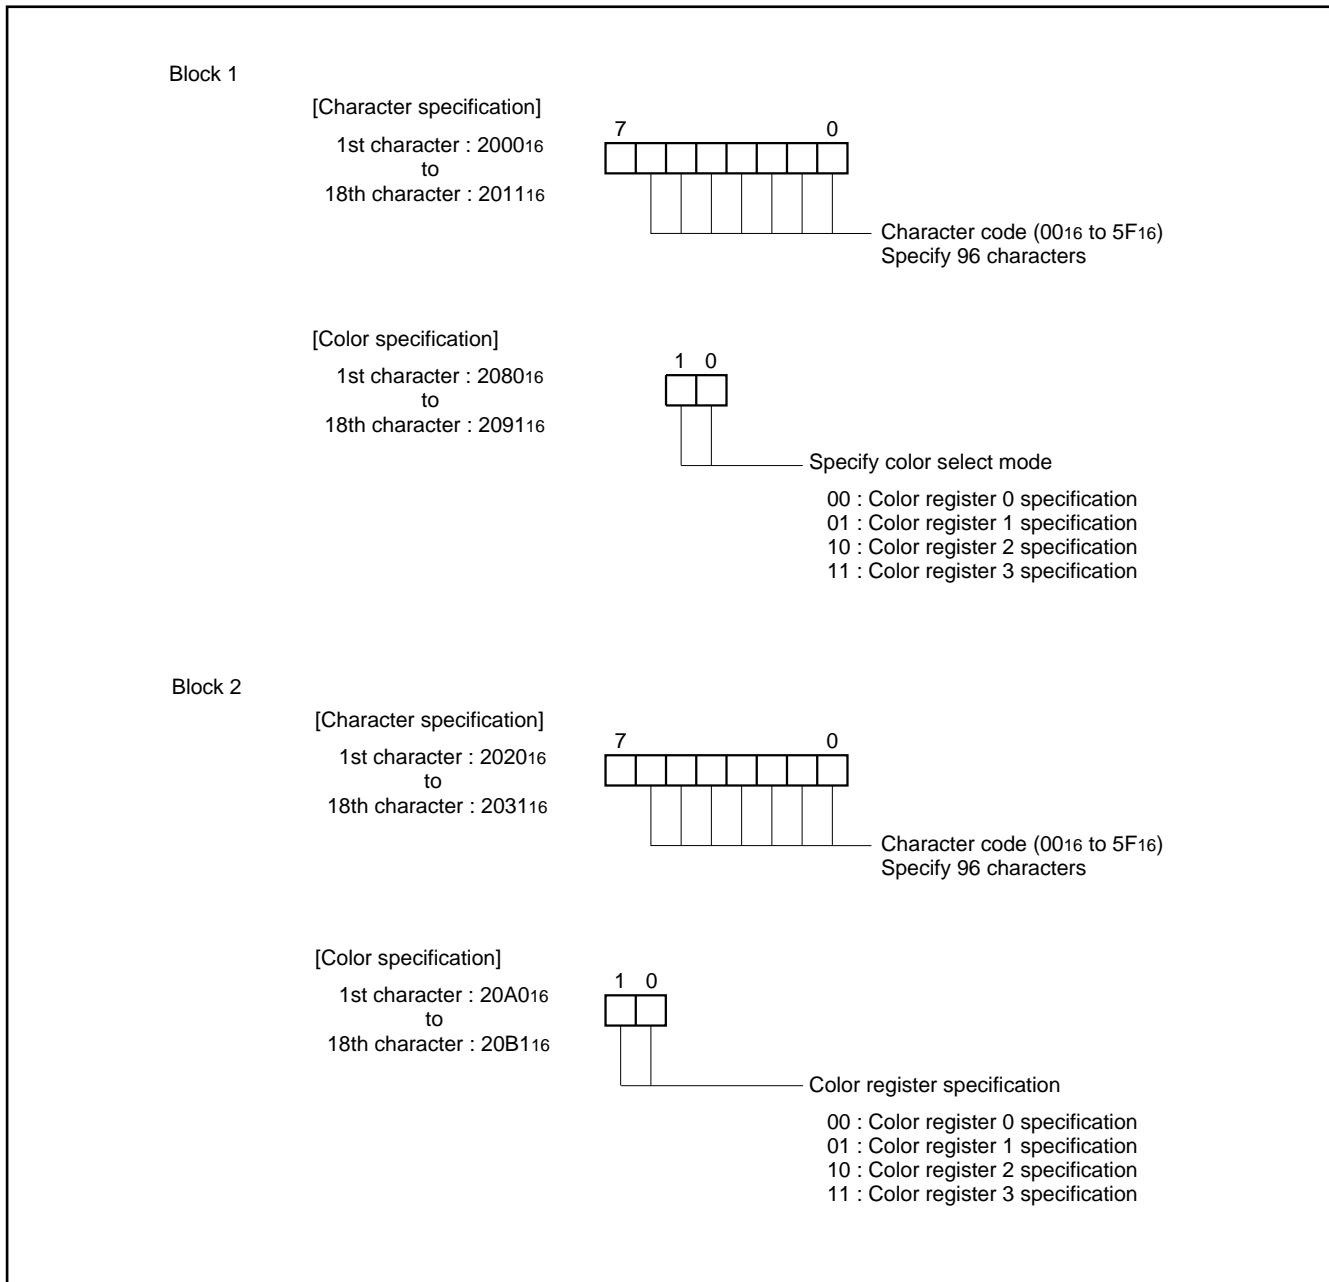 Block 1
[Character specification]
1st character : 2000₁₆
to
18th character : 2011₁₆
7 0
Character code (00₁₆ to 5F₁₆)
Specify 96 characters
[Color specification]
1st character : 2080₁₆
to
18th character : 2091₁₆
1 0
Specify color select mode
00 : Color register 0 specification
01 : Color register 1 specification
10 : Color register 2 specification
11 : Color register 3 specification
Block 2
[Character specification]
1st character : 2020₁₆
to
18th character : 2031₁₆
7 0
Character code (00₁₆ to 5F₁₆)
Specify 96 characters
[Color specification]
1st character : 20A0₁₆
to
18th character : 20B1₁₆
1 0
Color register specification
00 : Color register 0 specification
01 : Color register 1 specification
10 : Color register 2 specification
11 : Color register 3 specification